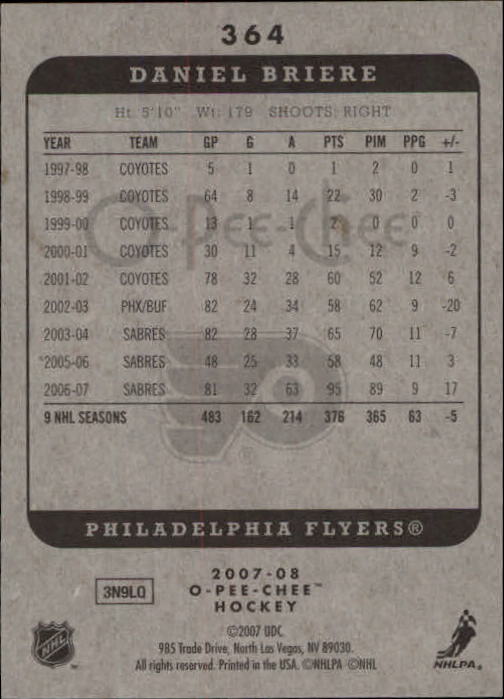 364
DANIEL BRIERE
Ht: 5'10" Wt: 179 SHOOTS: RIGHT
YEAR TEAM GP G A PTS PIM PPG +/-
1997-98 COYOTES 5 1 0 1 2 0 1
1998-99 COYOTES 64 8 14 22 30 2 -3
1999-00 COYOTES 13 1 1 2 0 0 0
2000-01 COYOTES 30 11 4 15 12 9 -2
2001-02 COYOTES 78 32 28 60 52 12 6
2002-03 PHX/BUF 82 24 34 58 62 9 -20
2003-04 SABRES 82 28 37 65 70 11 -7
2005-06 SABRES 48 25 33 58 48 11 3
2006-07 SABRES 81 32 63 95 89 9 17
9 NHL SEASONS 483 162 214 376 365 63 -5
O-Pee-Chee
®
PHILADELPHIA FLYERS®
3N9LQ
2007-08
O-PEE-CHEE™
HOCKEY
©2007 UDC.
985 Trade Drive, North Las Vegas, NV 89030.
All rights reserved. Printed in the USA. ©NHLPA ©NHL
NHL
NHLPA®